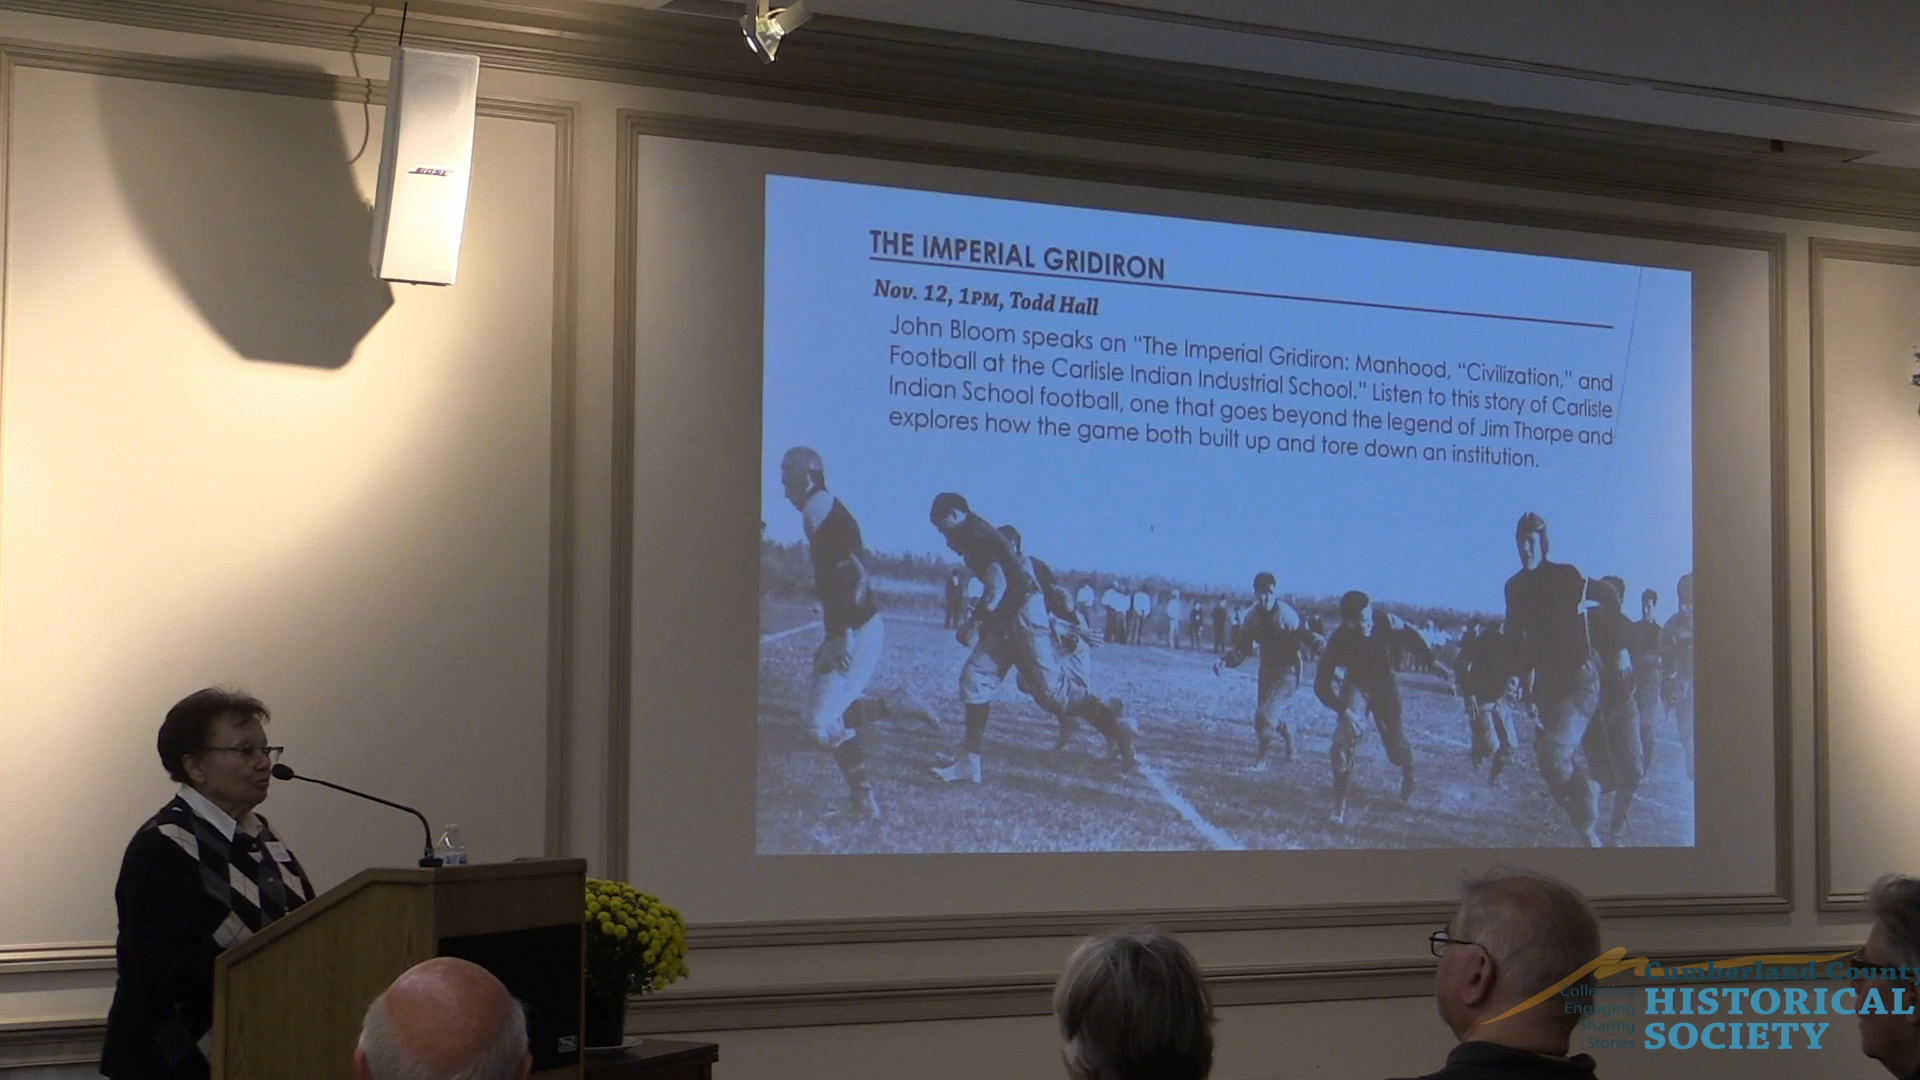 BOSE
THE IMPERIAL GRIDIRON
Nov. 12, 1PM, Todd Hall
John Bloom speaks on “The Imperial Gridiron: Manhood, “Civilization,” and
Football at the Carlisle Indian Industrial School.” Listen to this story of Carlisle
Indian School football, one that goes beyond the legend of Jim Thorpe and
explores how the game both built up and tore down an institution.
Cumberland County
HISTORICAL
SOCIETY
Collecting
Engaging
Sharing
Stories